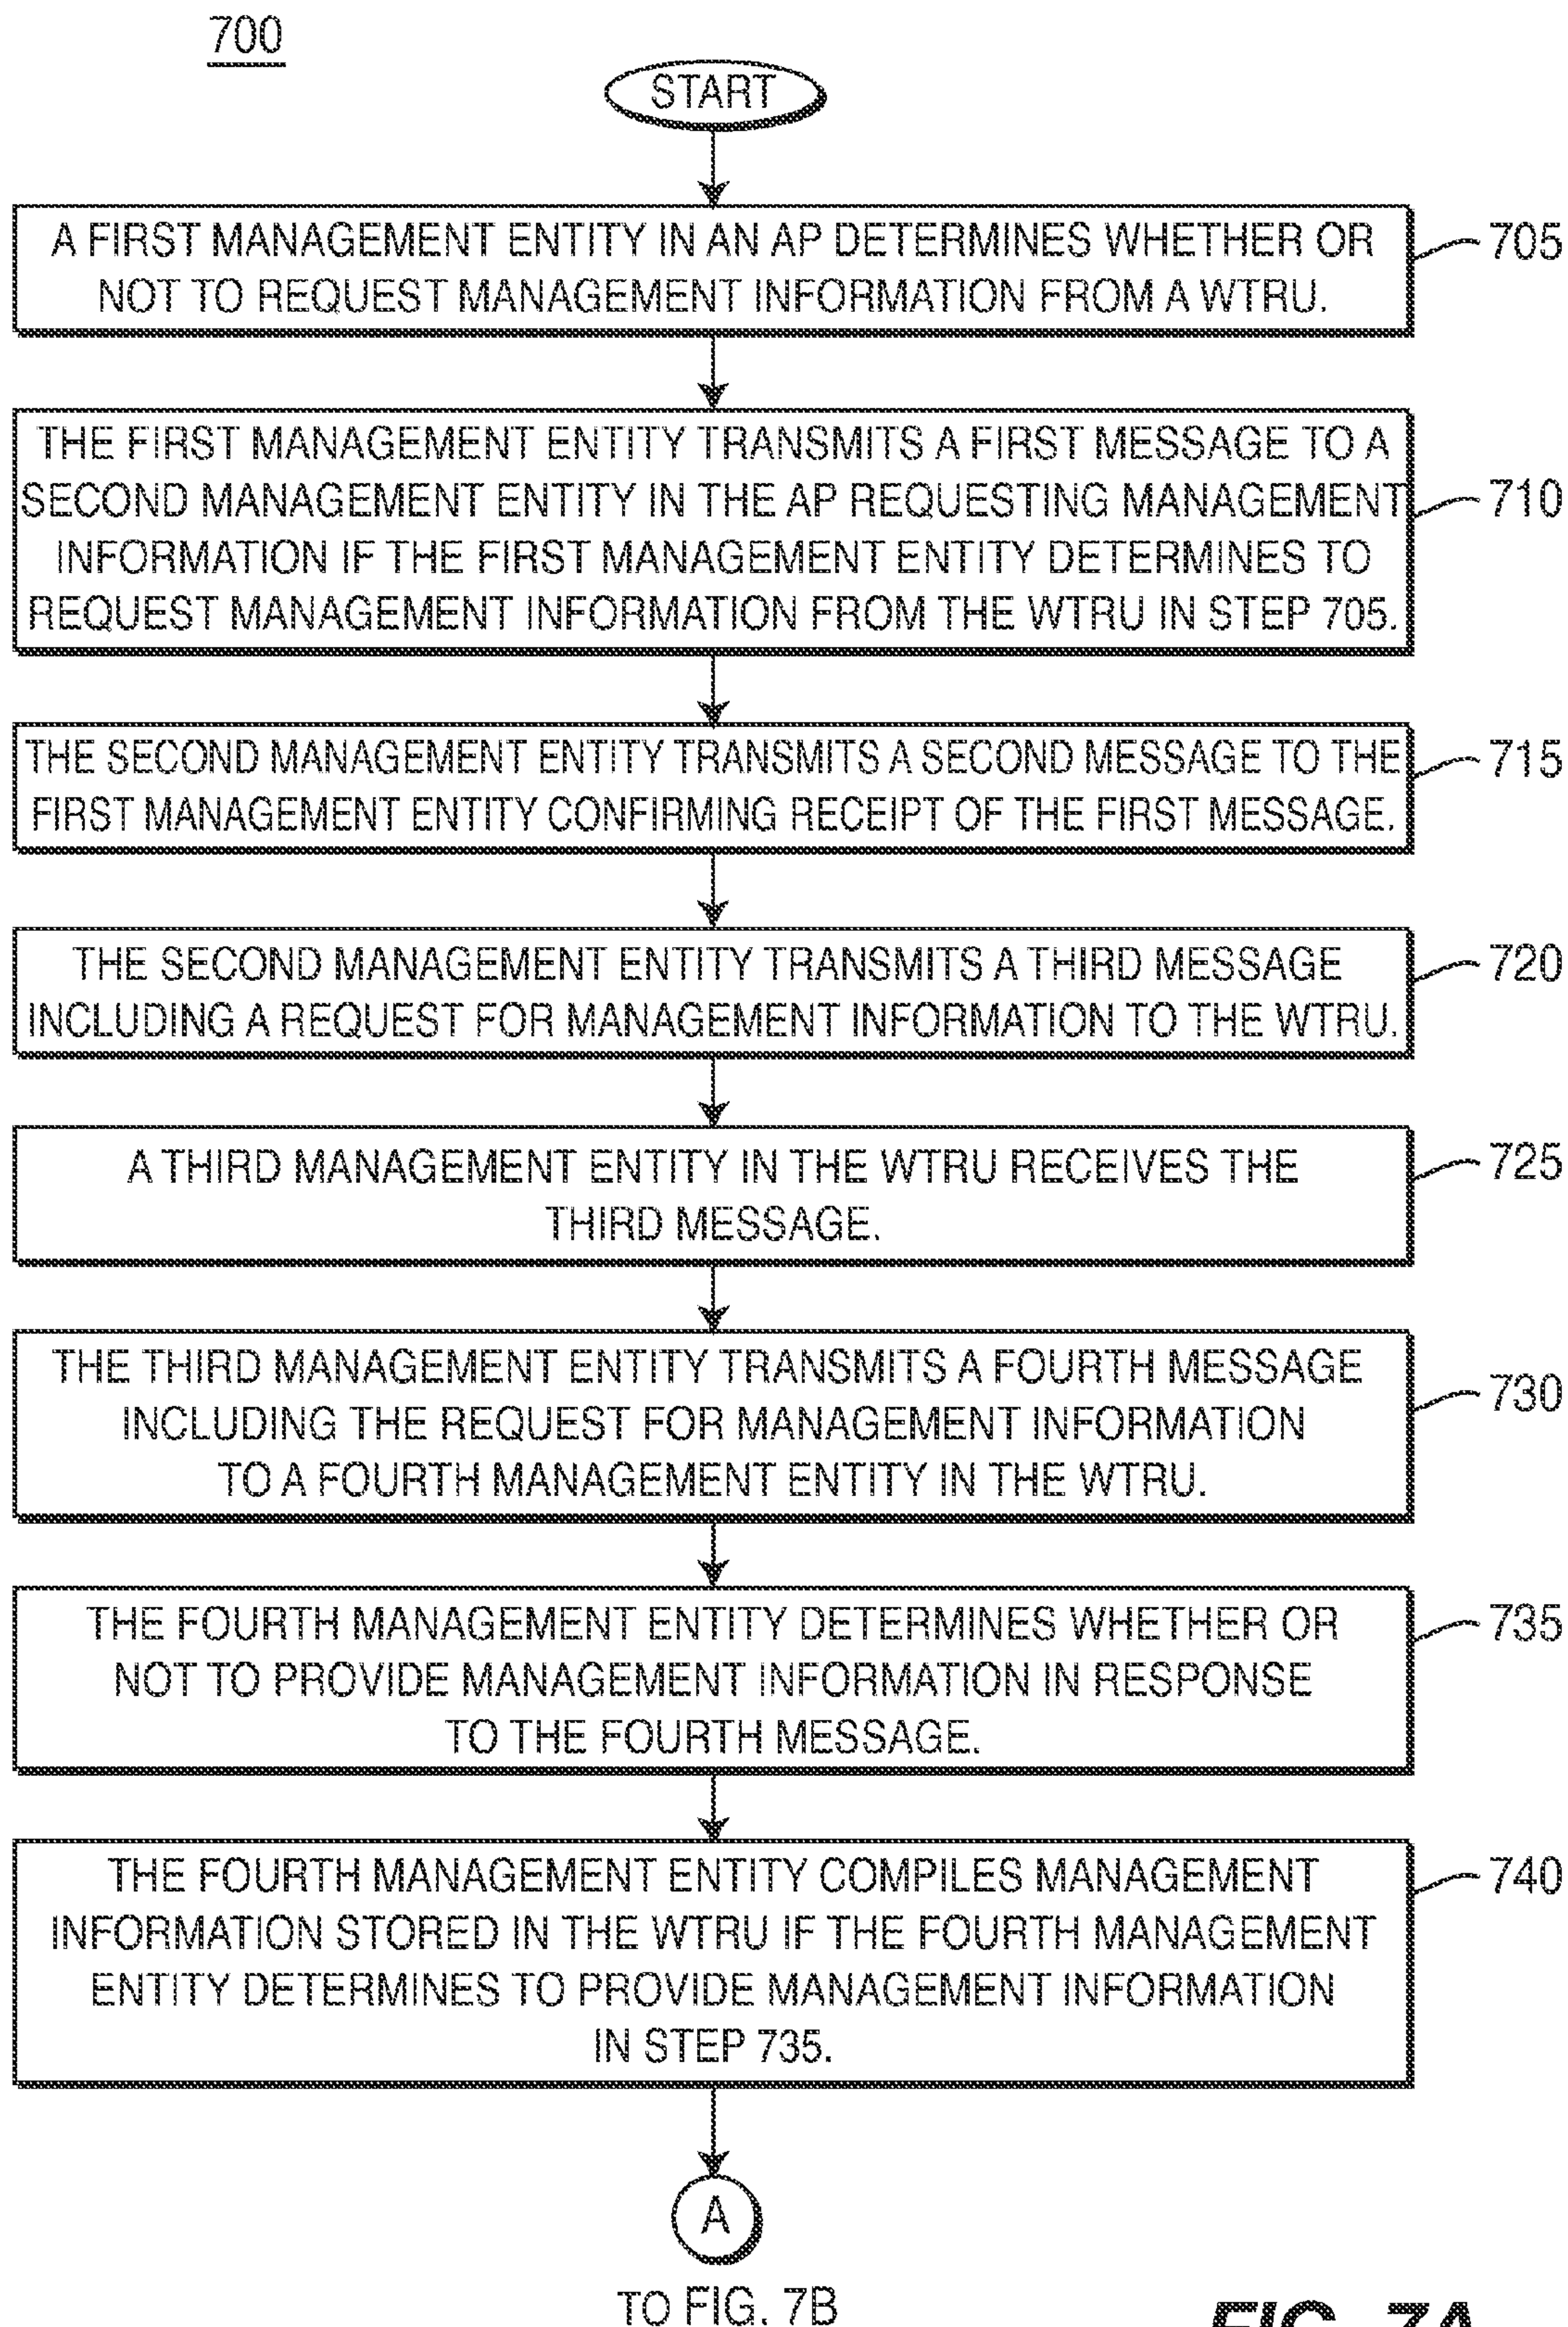 700
START
A FIRST MANAGEMENT ENTITY IN AN AP DETERMINES WHETHER OR
NOT TO REQUEST MANAGEMENT INFORMATION FROM A WTRU.
705
THE FIRST MANAGEMENT ENTITY TRANSMITS A FIRST MESSAGE TO A
SECOND MANAGEMENT ENTITY IN THE AP REQUESTING MANAGEMENT
INFORMATION IF THE FIRST MANAGEMENT ENTITY DETERMINES TO
REQUEST MANAGEMENT INFORMATION FROM THE WTRU IN STEP 705.
710
THE SECOND MANAGEMENT ENTITY TRANSMITS A SECOND MESSAGE TO THE
FIRST MANAGEMENT ENTITY CONFIRMING RECEIPT OF THE FIRST MESSAGE.
715
THE SECOND MANAGEMENT ENTITY TRANSMITS A THIRD MESSAGE
INCLUDING A REQUEST FOR MANAGEMENT INFORMATION TO THE WTRU.
720
A THIRD MANAGEMENT ENTITY IN THE WTRU RECEIVES THE
THIRD MESSAGE.
725
THE THIRD MANAGEMENT ENTITY TRANSMITS A FOURTH MESSAGE
INCLUDING THE REQUEST FOR MANAGEMENT INFORMATION
TO A FOURTH MANAGEMENT ENTITY IN THE WTRU.
730
THE FOURTH MANAGEMENT ENTITY DETERMINES WHETHER OR
NOT TO PROVIDE MANAGEMENT INFORMATION IN RESPONSE
TO THE FOURTH MESSAGE.
735
THE FOURTH MANAGEMENT ENTITY COMPILES MANAGEMENT
INFORMATION STORED IN THE WTRU IF THE FOURTH MANAGEMENT
ENTITY DETERMINES TO PROVIDE MANAGEMENT INFORMATION
IN STEP 735.
740
A
TO FIG. 7B
FIG. 7A